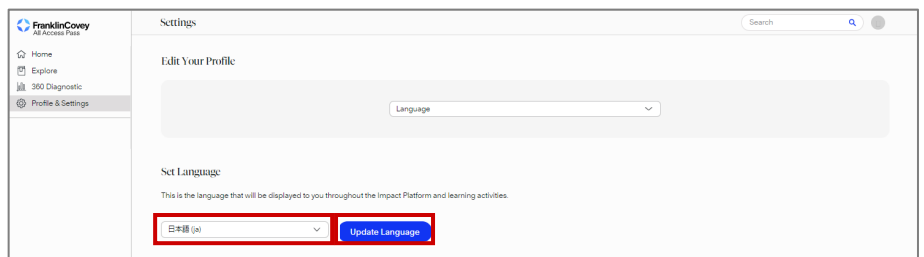 FranklinCovey
All Access Pass
Home
Explore
360 Diagnostic
Profile & Settings
Settings
Search
Edit Your Profile
Language
Set Language
This is the language that will be displayed to you throughout the Impact Platform and learning activities.
日本語 (ja)
Update Language